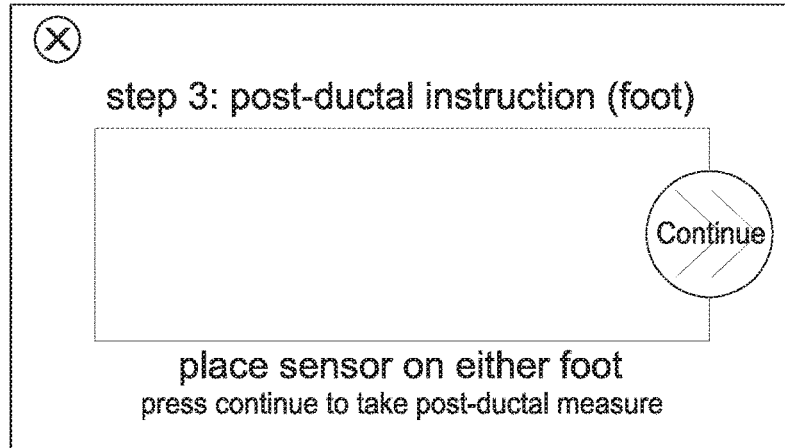 step 3: post-ductal instruction (foot)
Continue
place sensor on either foot
press continue to take post-ductal measure